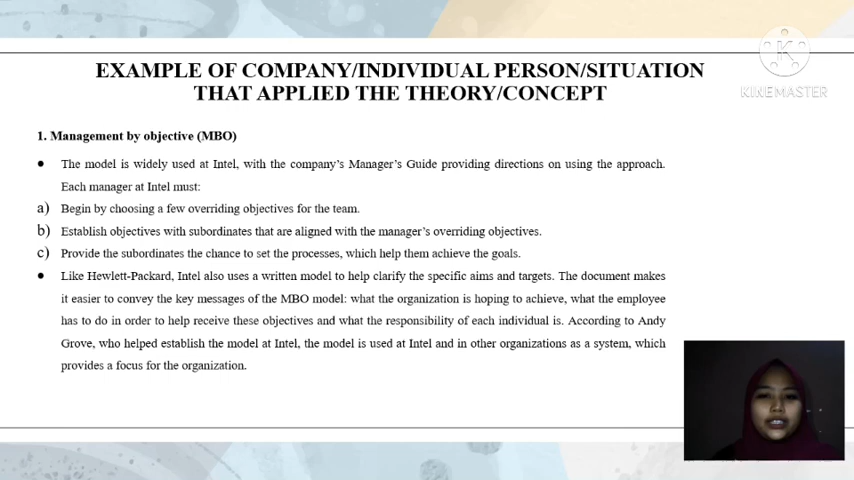 EXAMPLE OF COMPANY/INDIVIDUAL PERSON/SITUATION
THAT APPLIED THE THEORY/CONCEPT
KINEMASTER
1. Management by objective (MBO)
● The model is widely used at Intel, with the company's Manager's Guide providing directions on using the approach.
Each manager at Intel must:
a) Begin by choosing a few overriding objectives for the team.
b) Establish objectives with subordinates that are aligned with the manager's overriding objectives.
c) Provide the subordinates the chance to set the processes, which help them achieve the goals.
● Like Hewlett-Packard, Intel also uses a written model to help clarify the specific aims and targets. The document makes
it easier to convey the key messages of the MBO model: what the organization is hoping to achieve, what the employee
has to do in order to help receive these objectives and what the responsibility of each individual is. According to Andy
Grove, who helped establish the model at Intel, the model is used at Intel and in other organizations as a system, which
provides a focus for the organization.